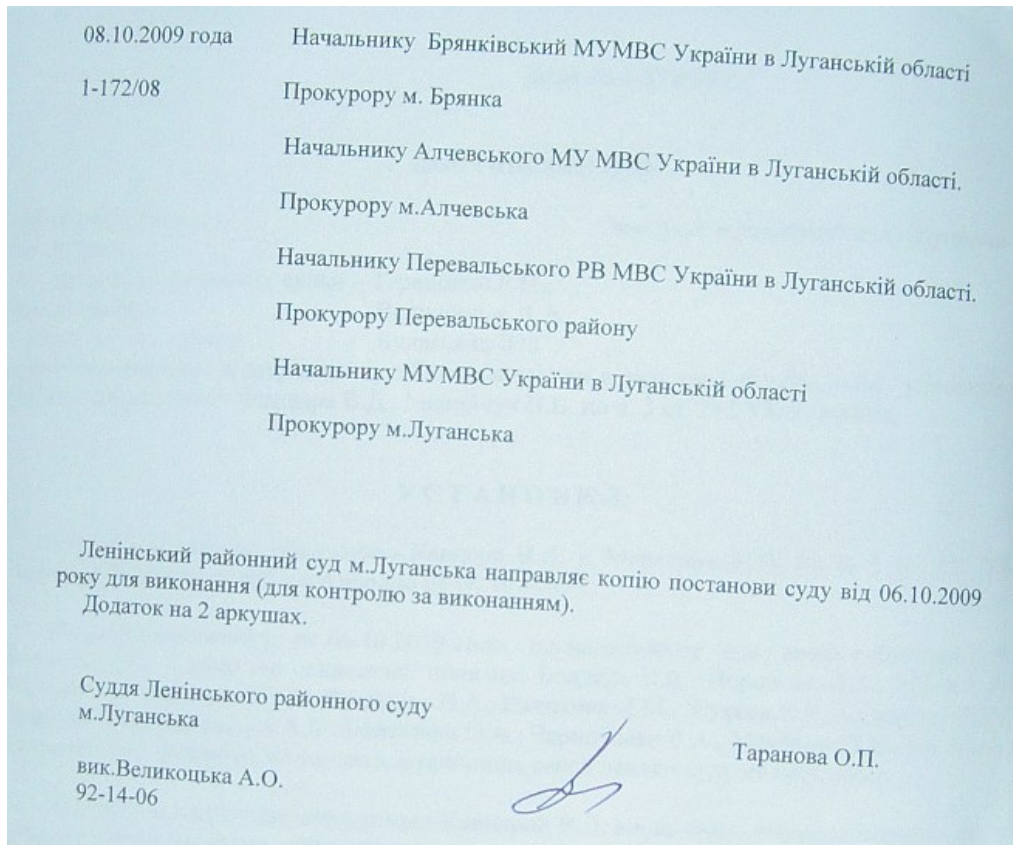 08.10.2009 года Начальнику Брянківський МУМВС України в Луганській області
1-172/08 Прокурору м. Брянка
Начальнику Алчевського МУ МВС України в Луганській області.
Прокурору м.Алчевська
Начальнику Перевальського РВ МВС України в Луганській області.
Прокурору Перевальського району
Начальнику МУМВС України в Луганській області
Прокурору м.Луганська
Ленінський районний суд м.Луганська направляє копію постанови суду від 06.10.2009
року для виконання (для контролю за виконанням).
Додаток на 2 аркушах.
Суддя Ленінського районного суду
м.Луганська
Таранова О.П.
вик.Великоцька А.О.
92-14-06